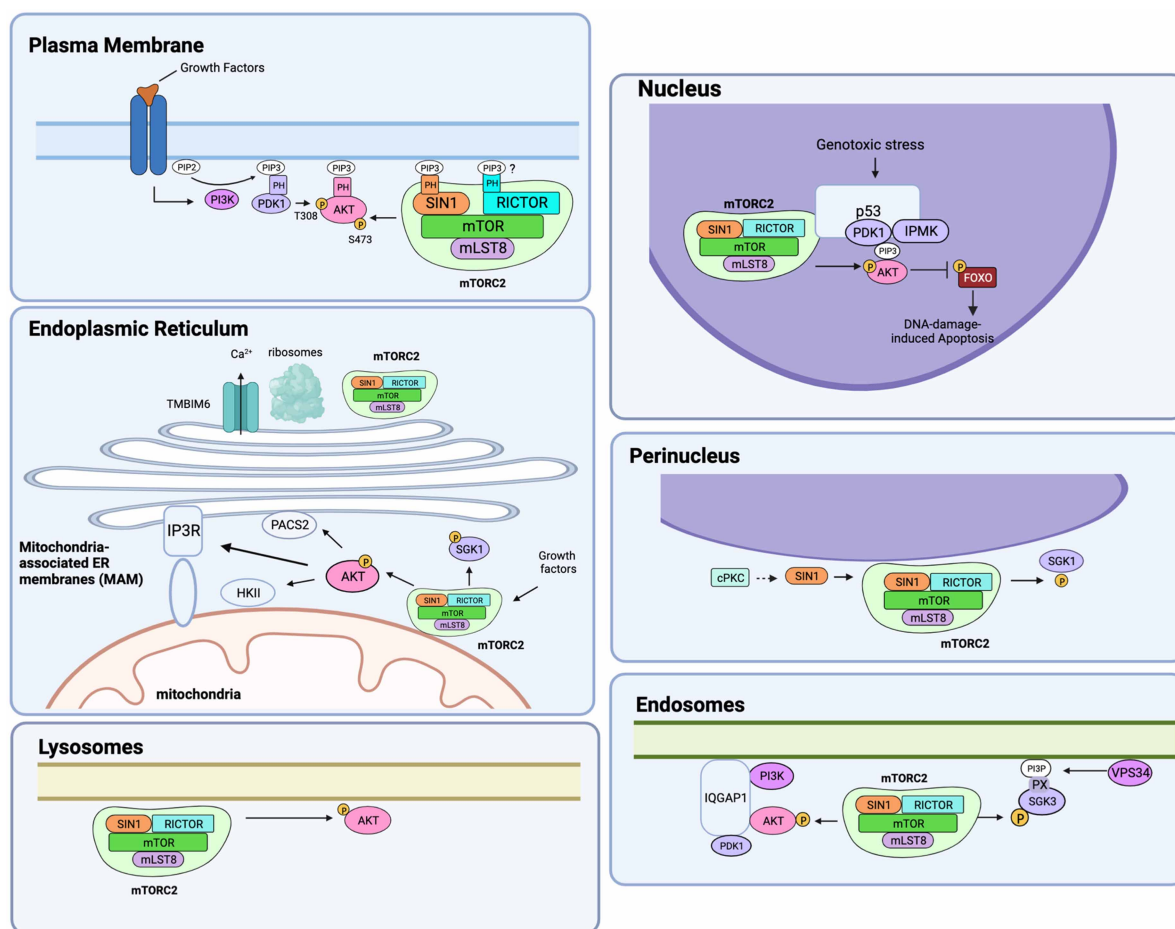 Plasma Membrane
Growth Factors
PIP2
PIP3
PIP3
PIP3
PIP3 ?
PH
PH
PH
PH
PI3K
PDK1
T308
P
AKT
P
S473
SIN1
RICTOR
mTOR
mLST8
mTORC2
Endoplasmic Reticulum
Ca2+
ribosomes
mTORC2
TMBIM6
SIN1
RICTOR
mTOR
mLST8
IP3R
PACS2
Mitochondria-
associated ER
membranes (MAM)
P
SGK1
P
AKT
Growth
factors
HKII
SIN1
RICTOR
mTOR
mLST8
mTORC2
mitochondria
Lysosomes
SIN1
RICTOR
mTOR
mLST8
mTORC2
P
AKT
Nucleus
Genotoxic stress
mTORC2
SIN1
RICTOR
mTOR
mLST8
p53
PDK1
IPMK
PIP3
P
AKT
P
FOXO
DNA-damage-
induced Apoptosis
Perinucleus
cPKC
SIN1
SIN1
RICTOR
mTOR
mLST8
mTORC2
SGK1
P
Endosomes
IQGAP1
PI3K
AKT
P
PDK1
mTORC2
SIN1
RICTOR
mTOR
mLST8
PI3P
PX
SGK3
P
VPS34